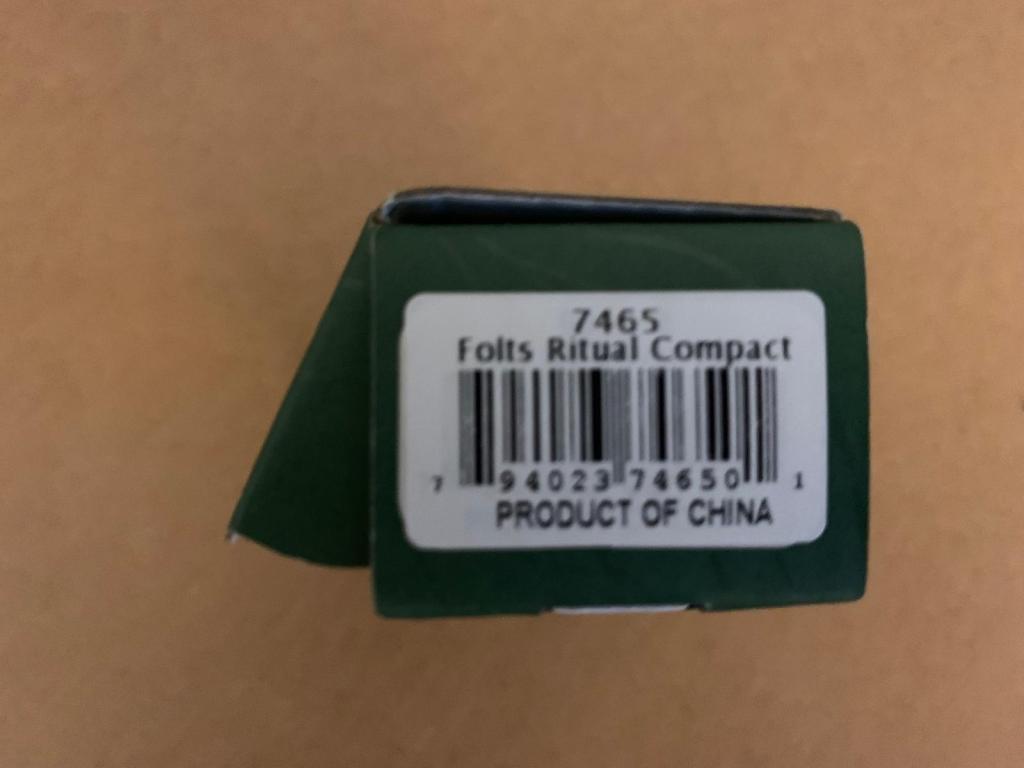 7465
Folts Ritual Compact
7 94023 74650 1
PRODUCT OF CHINA